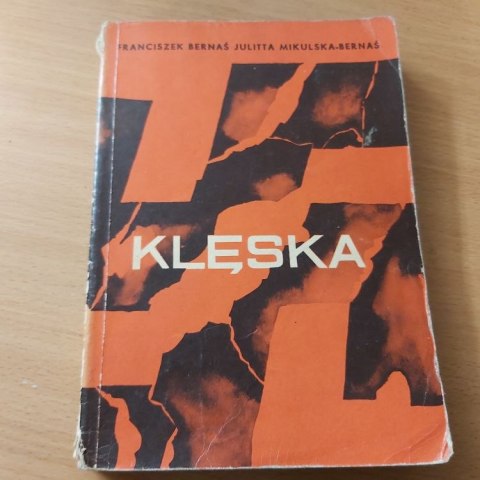 FRANCISZEK BERNAŚ JULITTA MIKULSKA-BERNAŚ
KLĘSKA